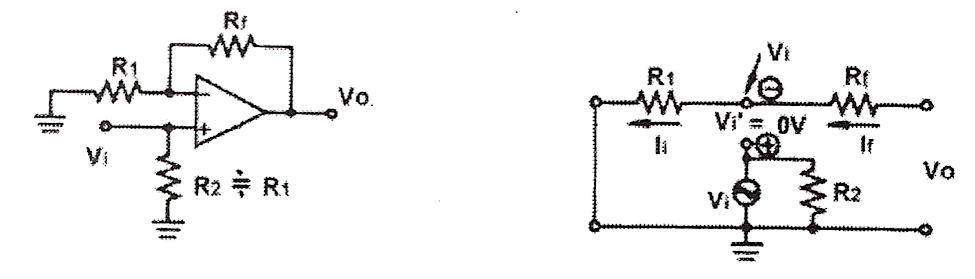 Rf
R1
−
Vo
+
Vi
R2 ≑ R1
Vi
R1
⊖
Rf
Vi' = 0V
Ii
⊕
If
Vo
Vi
R2